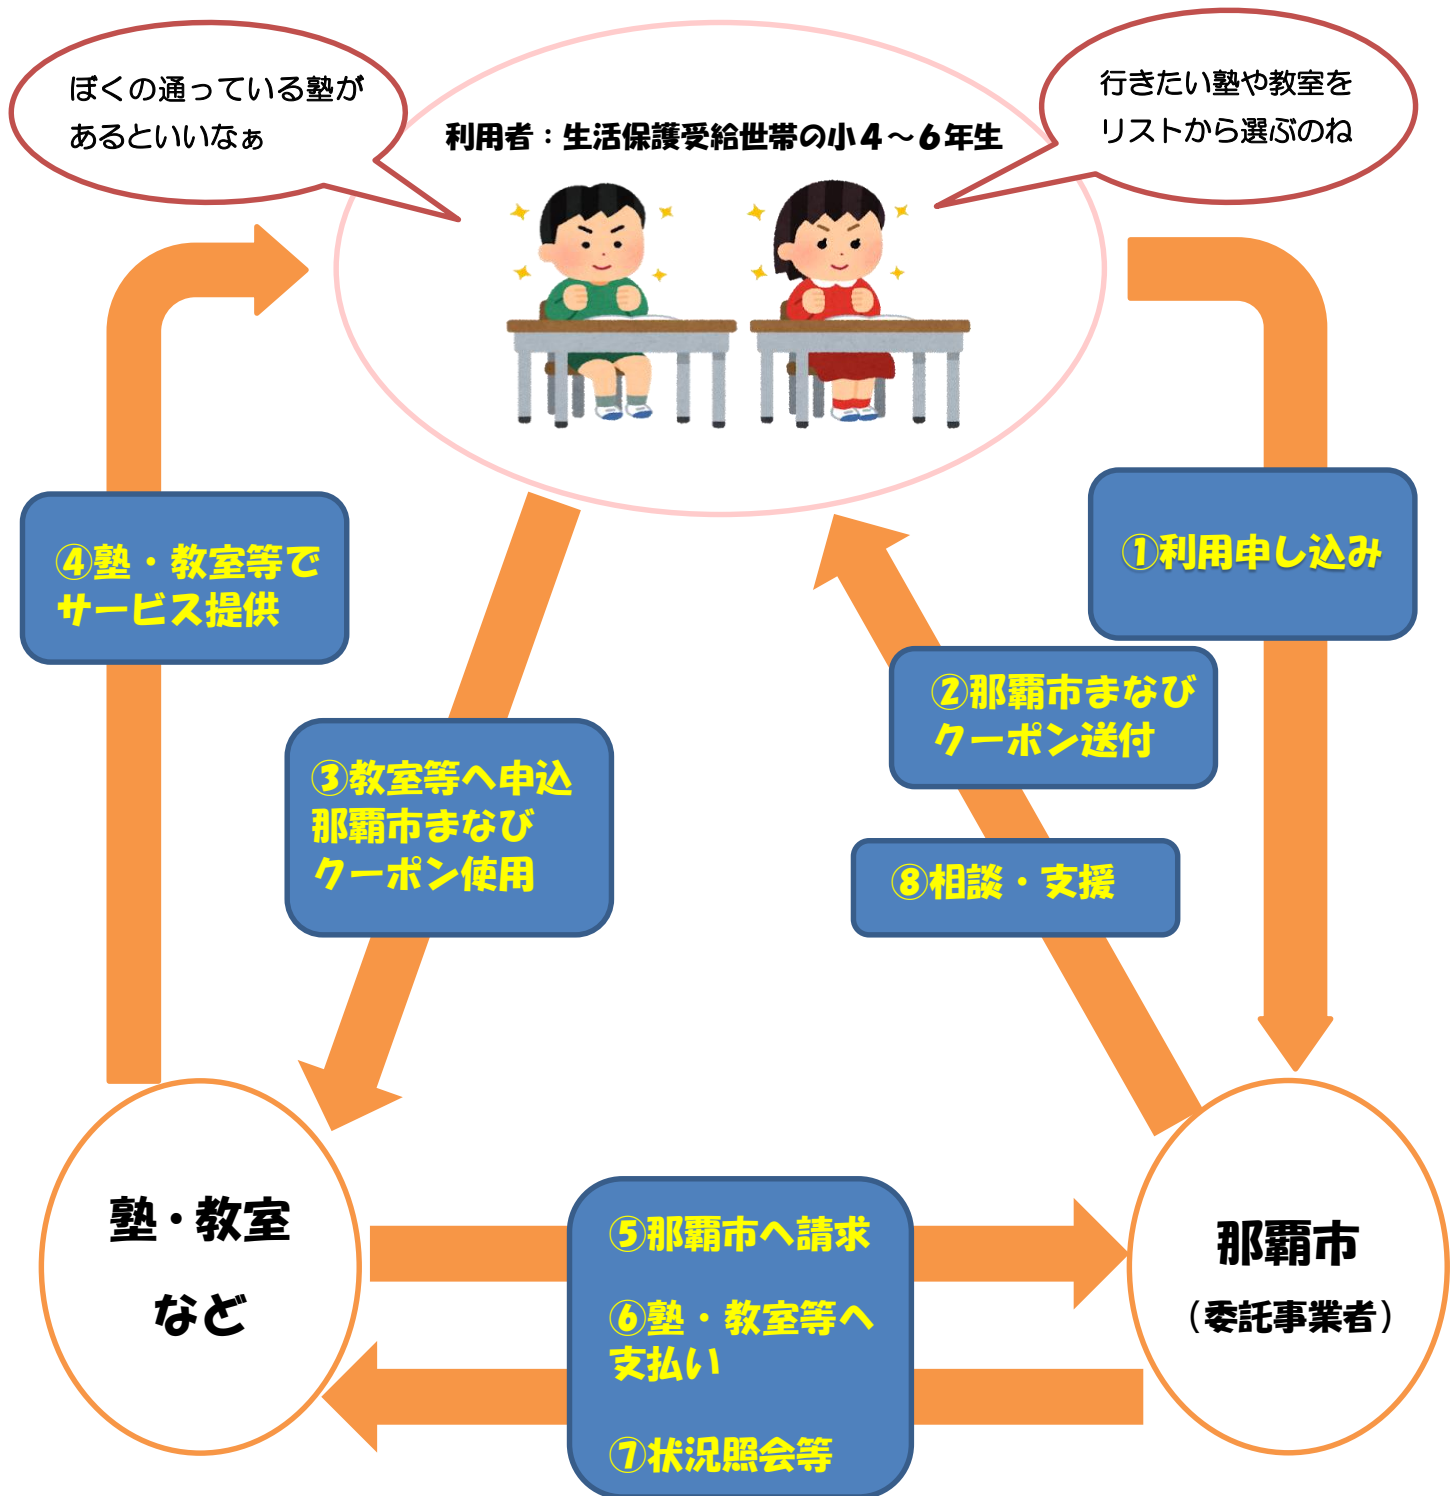 ぼくの通っている塾が
あるといいなぁ
行きたい塾や教室を
リストから選ぶのね
利用者：生活保護受給世帯の小４～６年生
①利用申し込み
②那覇市まなび
クーポン送付
③教室等へ申込
那覇市まなび
クーポン使用
④塾・教室等で
サービス提供
⑧相談・支援
塾・教室
など
⑤那覇市へ請求
⑥塾・教室等へ
支払い
⑦状況照会等
那覇市
（委託事業者）